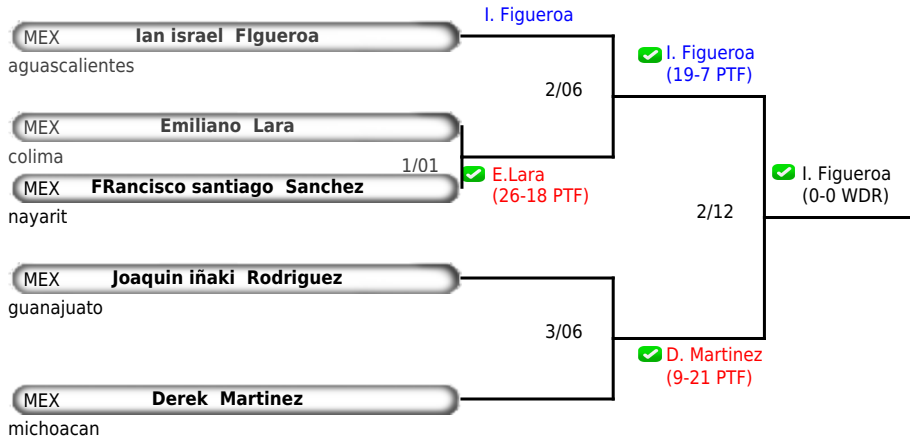 I. Figueroa
MEX Ian israel FIgueroa
aguascalientes
I. Figueroa
(19-7 PTF)
2/06
MEX Emiliano Lara
colima
1/01
E.Lara
(26-18 PTF)
MEX FRancisco santiago Sanchez
nayarit
I. Figueroa
(0-0 WDR)
2/12
MEX Joaquin iñaki Rodriguez
guanajuato
3/06
D. Martinez
(9-21 PTF)
MEX Derek Martinez
michoacan